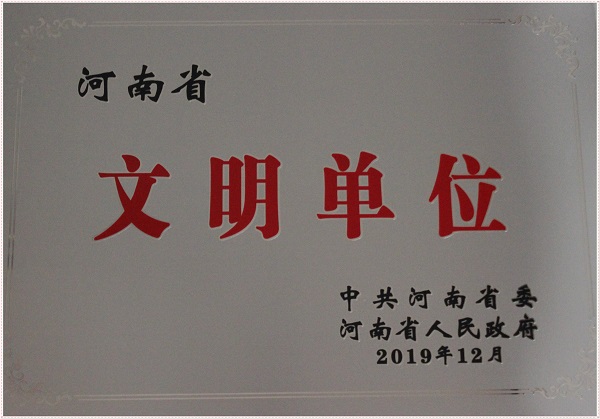 河南省
文明单位
中共河南省委
河南省人民政府
2019年12月